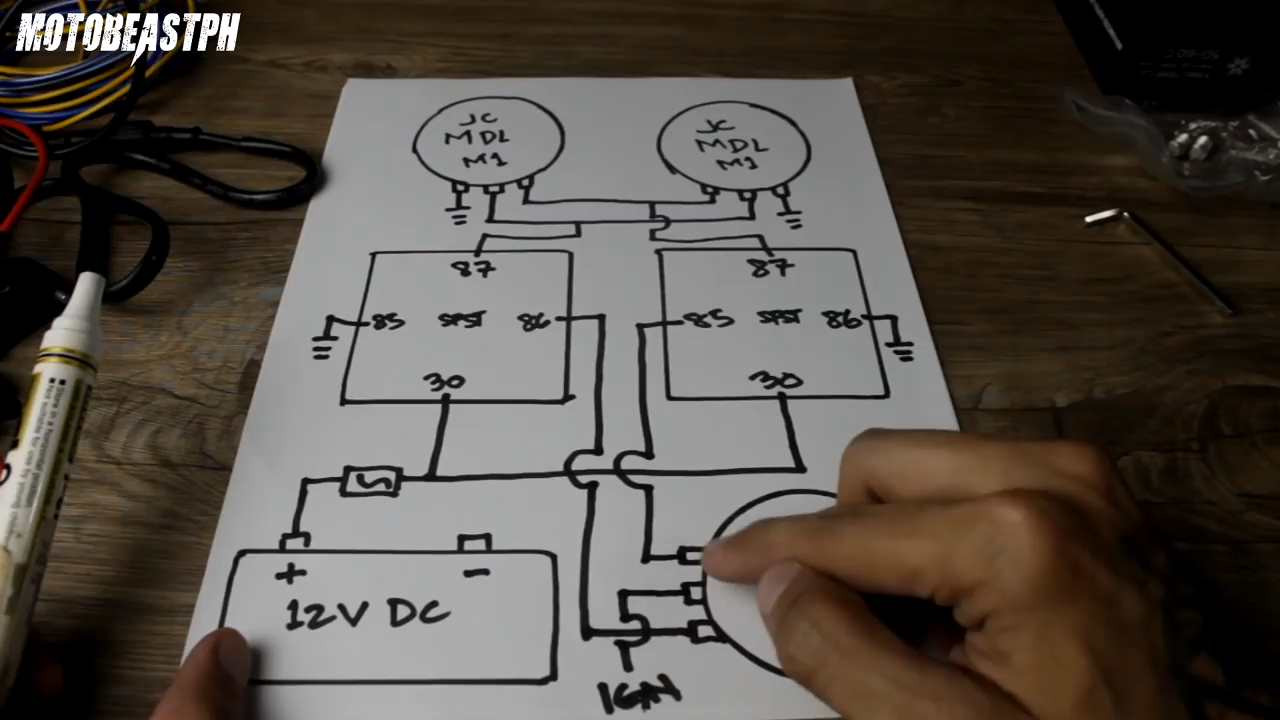 MOTOBEASTPH
JC
MDL
M1
JC
MDL
M1
87
85
SPST
86
30
87
85
SPST
86
30
+
-
12V DC
IGN